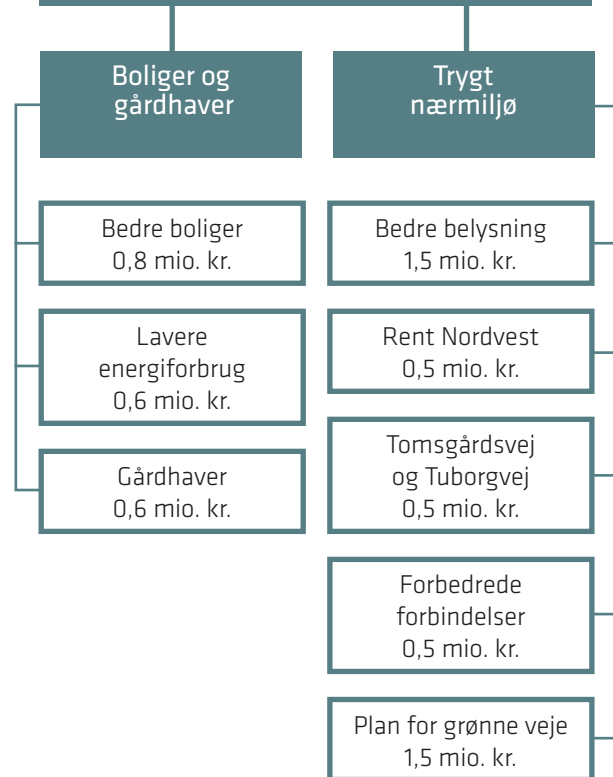 Boliger og
gårdhaver
Bedre boliger
0,8 mio. kr.
Lavere
energiforbrug
0,6 mio. kr.
Gårdhaver
0,6 mio. kr.
Trygt
nærmiljø
Bedre belysning
1,5 mio. kr.
Rent Nordvest
0,5 mio. kr.
Tomsgårdsvej
og Tuborgvej
0,5 mio. kr.
Forbedrede
forbindelser
0,5 mio. kr.
Plan for grønne veje
1,5 mio. kr.